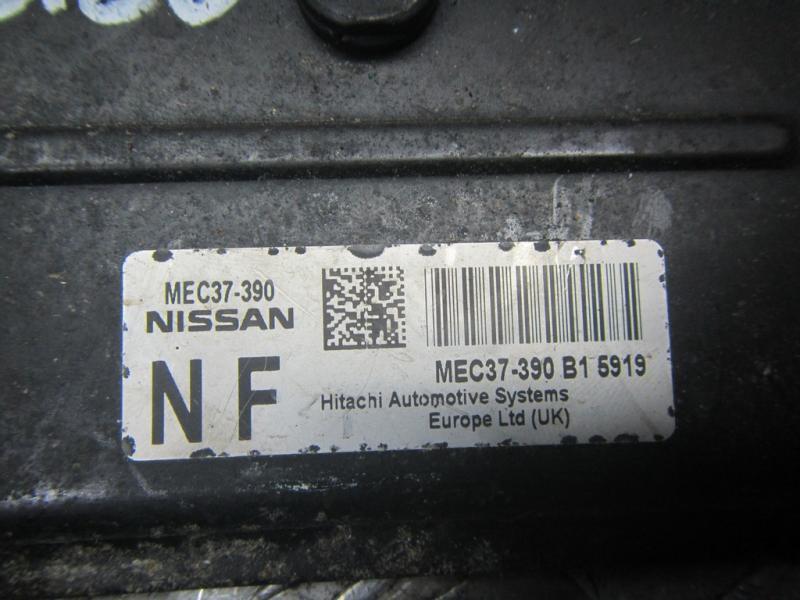 MEC37-390
NISSAN
NF
MEC37-390 B1 5919
Hitachi Automotive Systems
Europe Ltd (UK)